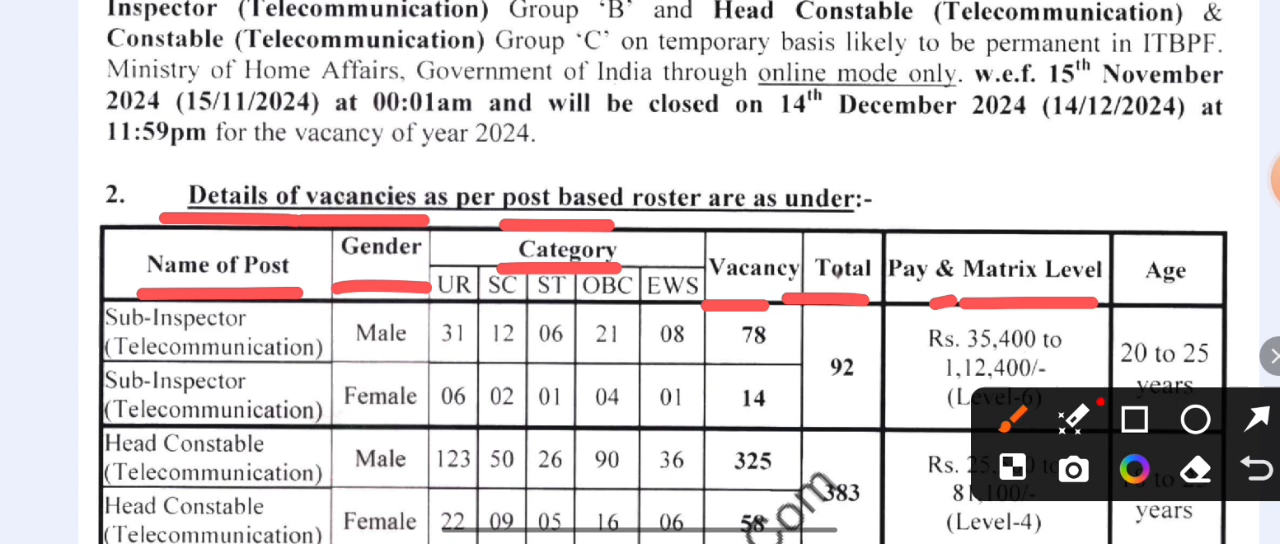 Inspector (Telecommunication) Group 'B' and Head Constable (Telecommunication) &
Constable (Telecommunication) Group 'C' on temporary basis likely to be permanent in ITBPF.
Ministry of Home Affairs, Government of India through online mode only. w.e.f. 15th November
2024 (15/11/2024) at 00:01am and will be closed on 14th December 2024 (14/12/2024) at
11:59pm for the vacancy of year 2024.
2. Details of vacancies as per post based roster are as under:-
Name of Post Gender Category Vacancy Total Pay & Matrix Level Age
UR SC ST OBC EWS
Sub-Inspector
(Telecommunication) Male 31 12 06 21 08 78 92 Rs. 35,400 to
1,12,400/-
(Level-6) 20 to 25
years
Sub-Inspector
(Telecommunication) Female 06 02 01 04 01 14
Head Constable
(Telecommunication) Male 123 50 26 90 36 325 383 Rs.
(Level-4) years
Head Constable
(Telecommunication) Female 22 09 05 16 06 58
com